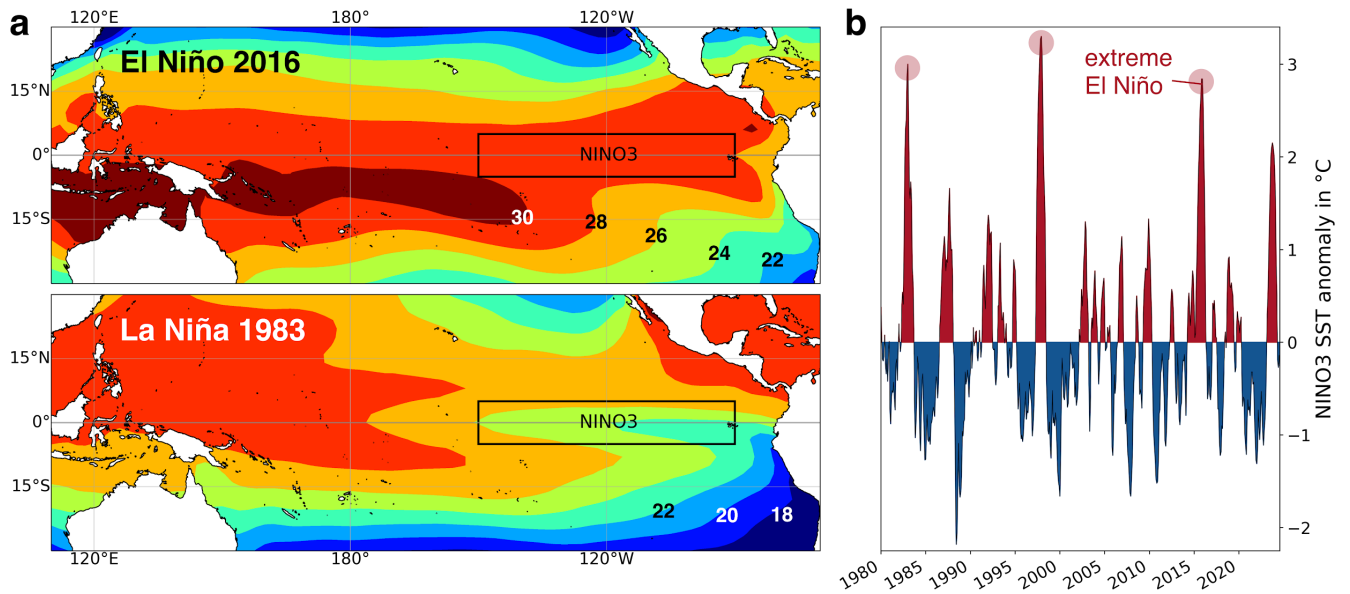 a
120°E 180° 120°W
El Niño 2016
15°N
0°
NINO3
15°S
30 28 26 24 22
La Niña 1983
15°N
0°
NINO3
15°S
22 20 18
120°E 180° 120°W
b
extreme
El Niño
3
2
1
0
−1
−2
NINO3 SST anomaly in °C
1980 1985 1990 1995 2000 2005 2010 2015 2020